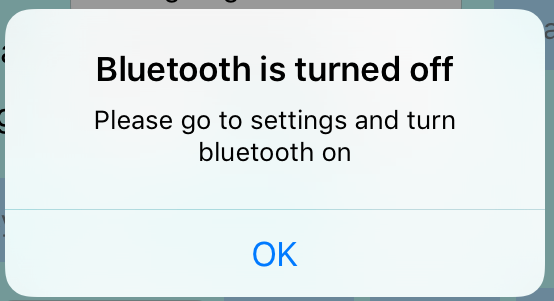 Bluetooth is turned off
Please go to settings and turn
bluetooth on
OK